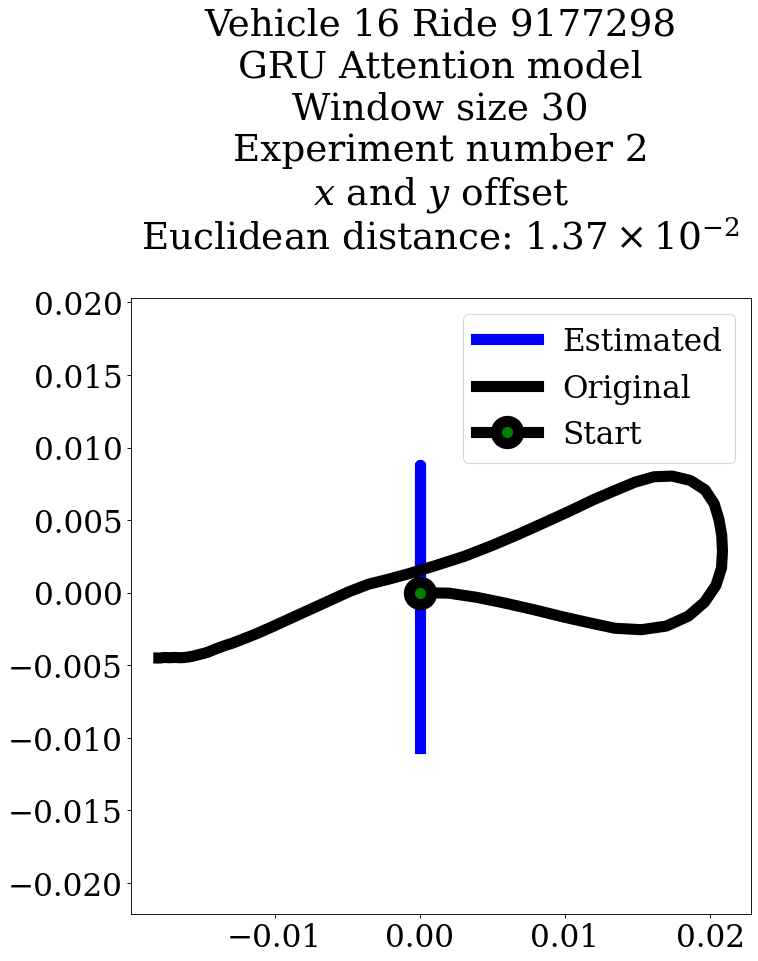 Vehicle 16 Ride 9177298
GRU Attention model
Window size 30
Experiment number 2
x and y offset
Euclidean distance: 1.37 × 10⁻²
Estimated
Original
Start
0.020
0.015
0.010
0.005
0.000
−0.005
−0.010
−0.015
−0.020
−0.01 0.00 0.01 0.02